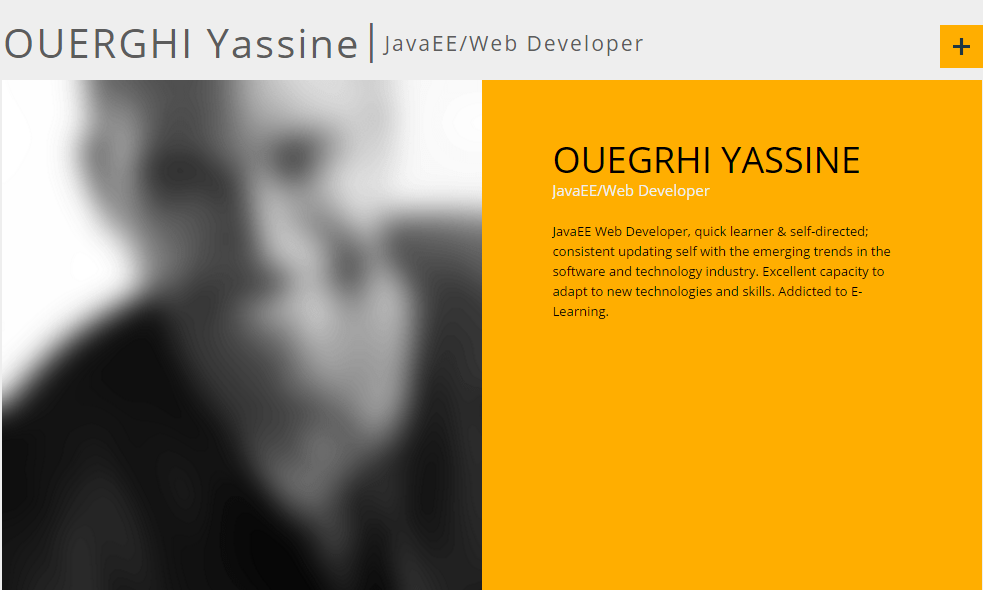 OUERGHI Yassine | JavaEE/Web Developer
+
OUEGRHI YASSINE
JavaEE/Web Developer
JavaEE Web Developer, quick learner & self-directed;
consistent updating self with the emerging trends in the
software and technology industry. Excellent capacity to
adapt to new technologies and skills. Addicted to E-
Learning.